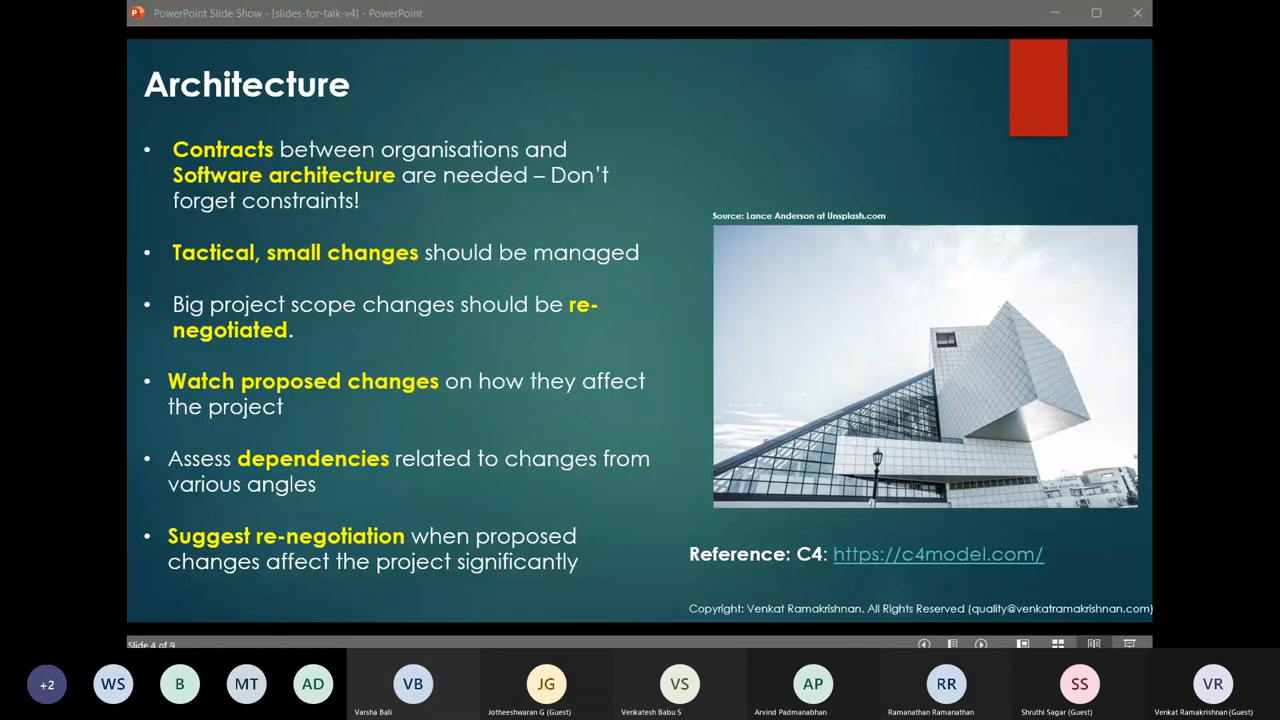 PowerPoint Slide Show - [slides-for-talk-v4] - PowerPoint
Architecture
• Contracts between organisations and
Software architecture are needed – Don't
forget constraints!
• Tactical, small changes should be managed
• Big project scope changes should be re-
negotiated.
• Watch proposed changes on how they affect
the project
• Assess dependencies related to changes from
various angles
• Suggest re-negotiation when proposed
changes affect the project significantly
Source: Lance Anderson at Unsplash.com
Reference: C4: https://c4model.com/
Copyright: Venkat Ramakrishnan. All Rights Reserved (quality@venkatramakrishnan.com)
Slide 4 of 9
+2
WS
B
MT
AD
VB
JG
VS
AP
RR
SS
VR
Varsha Bali
Jotheeshwaran G (Guest)
Venkatesh Babu S
Arvind Padmanabhan
Ramanathan Ramanathan
Shruthi Sagar (Guest)
Venkat Ramakrishnan (Guest)